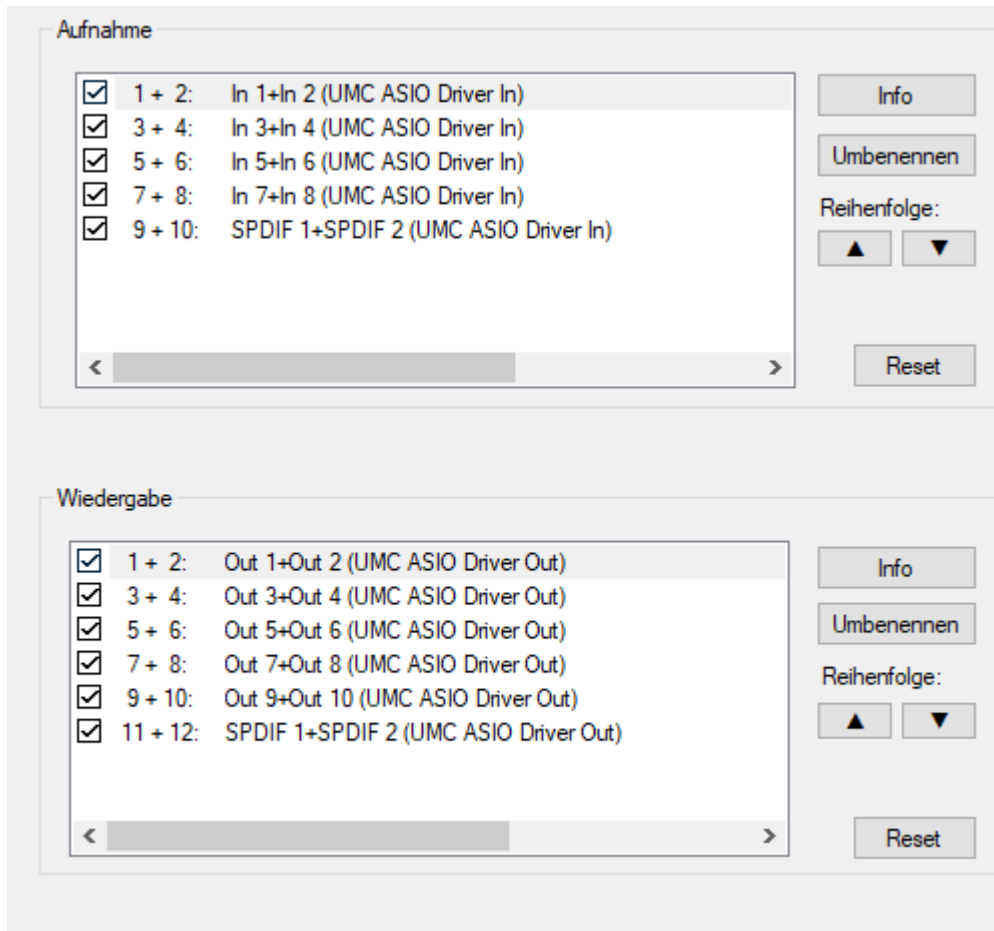 Aufnahme
1 + 2: In 1+In 2 (UMC ASIO Driver In)
3 + 4: In 3+In 4 (UMC ASIO Driver In)
5 + 6: In 5+In 6 (UMC ASIO Driver In)
7 + 8: In 7+In 8 (UMC ASIO Driver In)
9 + 10: SPDIF 1+SPDIF 2 (UMC ASIO Driver In)
Info
Umbenennen
Reihenfolge:
▲ ▼
Reset
Wiedergabe
1 + 2: Out 1+Out 2 (UMC ASIO Driver Out)
3 + 4: Out 3+Out 4 (UMC ASIO Driver Out)
5 + 6: Out 5+Out 6 (UMC ASIO Driver Out)
7 + 8: Out 7+Out 8 (UMC ASIO Driver Out)
9 + 10: Out 9+Out 10 (UMC ASIO Driver Out)
11 + 12: SPDIF 1+SPDIF 2 (UMC ASIO Driver Out)
Info
Umbenennen
Reihenfolge:
▲ ▼
Reset